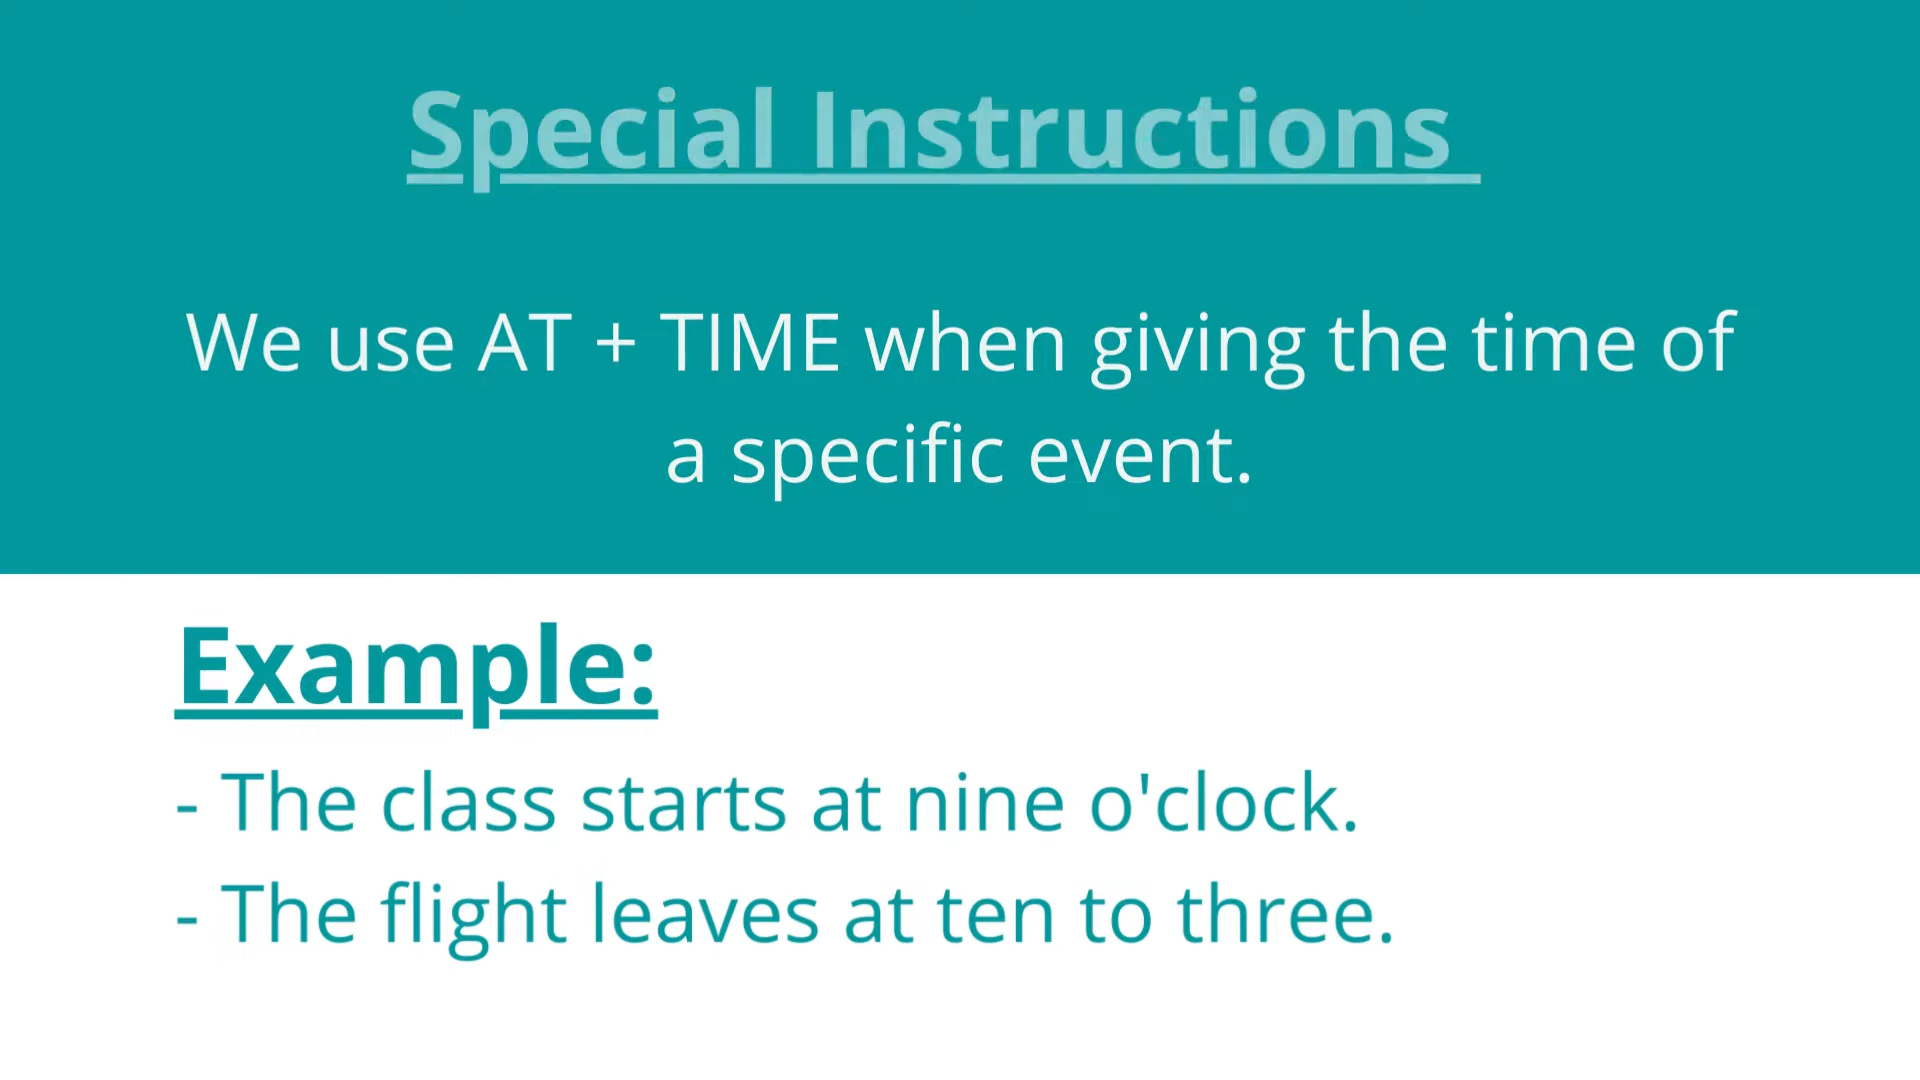 Special Instructions
We use AT + TIME when giving the time of
a specific event.
Example:
- The class starts at nine o'clock.
- The flight leaves at ten to three.